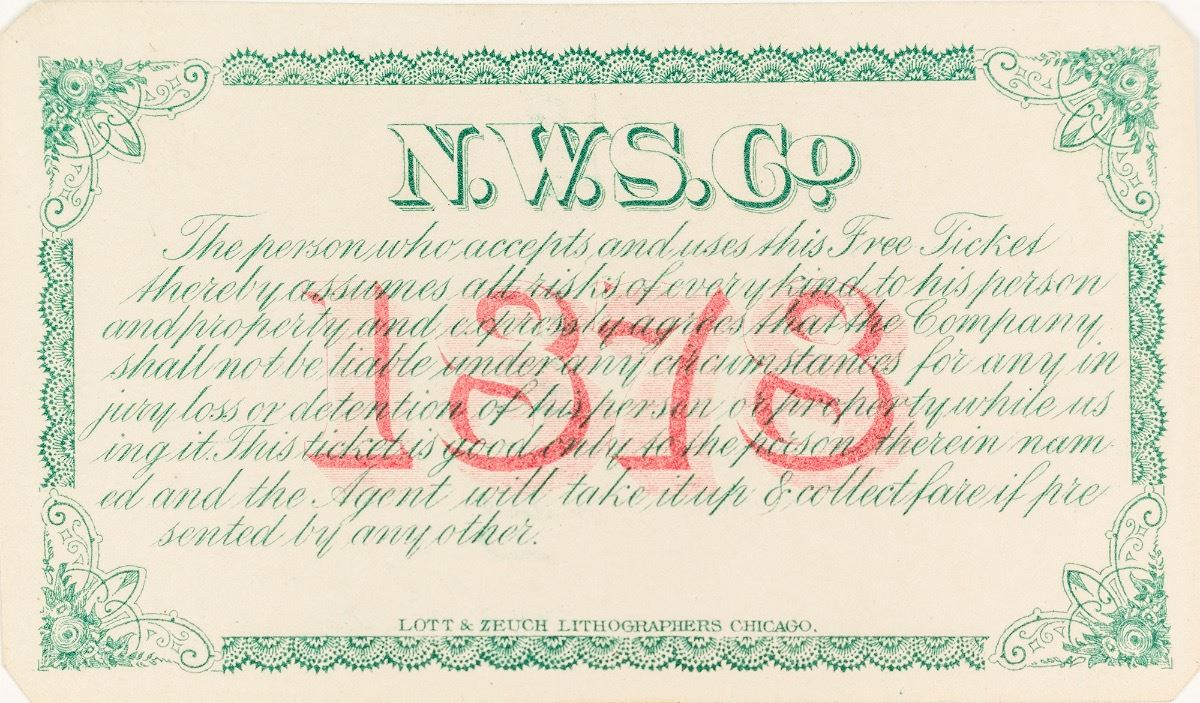 N.W.S.Co.
The person who accepts and uses this Free Ticket
thereby assumes all risks of every kind, to his person
and property, and expressly agrees that the Company,
shall not be liable under any circumstances for any in
jury loss or detention of his person or property while us
ing it. This ticket is good only to the person therein nam
ed and the Agent will take it up & collect fare if pre
sented by any other.
1878
LOTT & ZEUCH LITHOGRAPHERS CHICAGO.